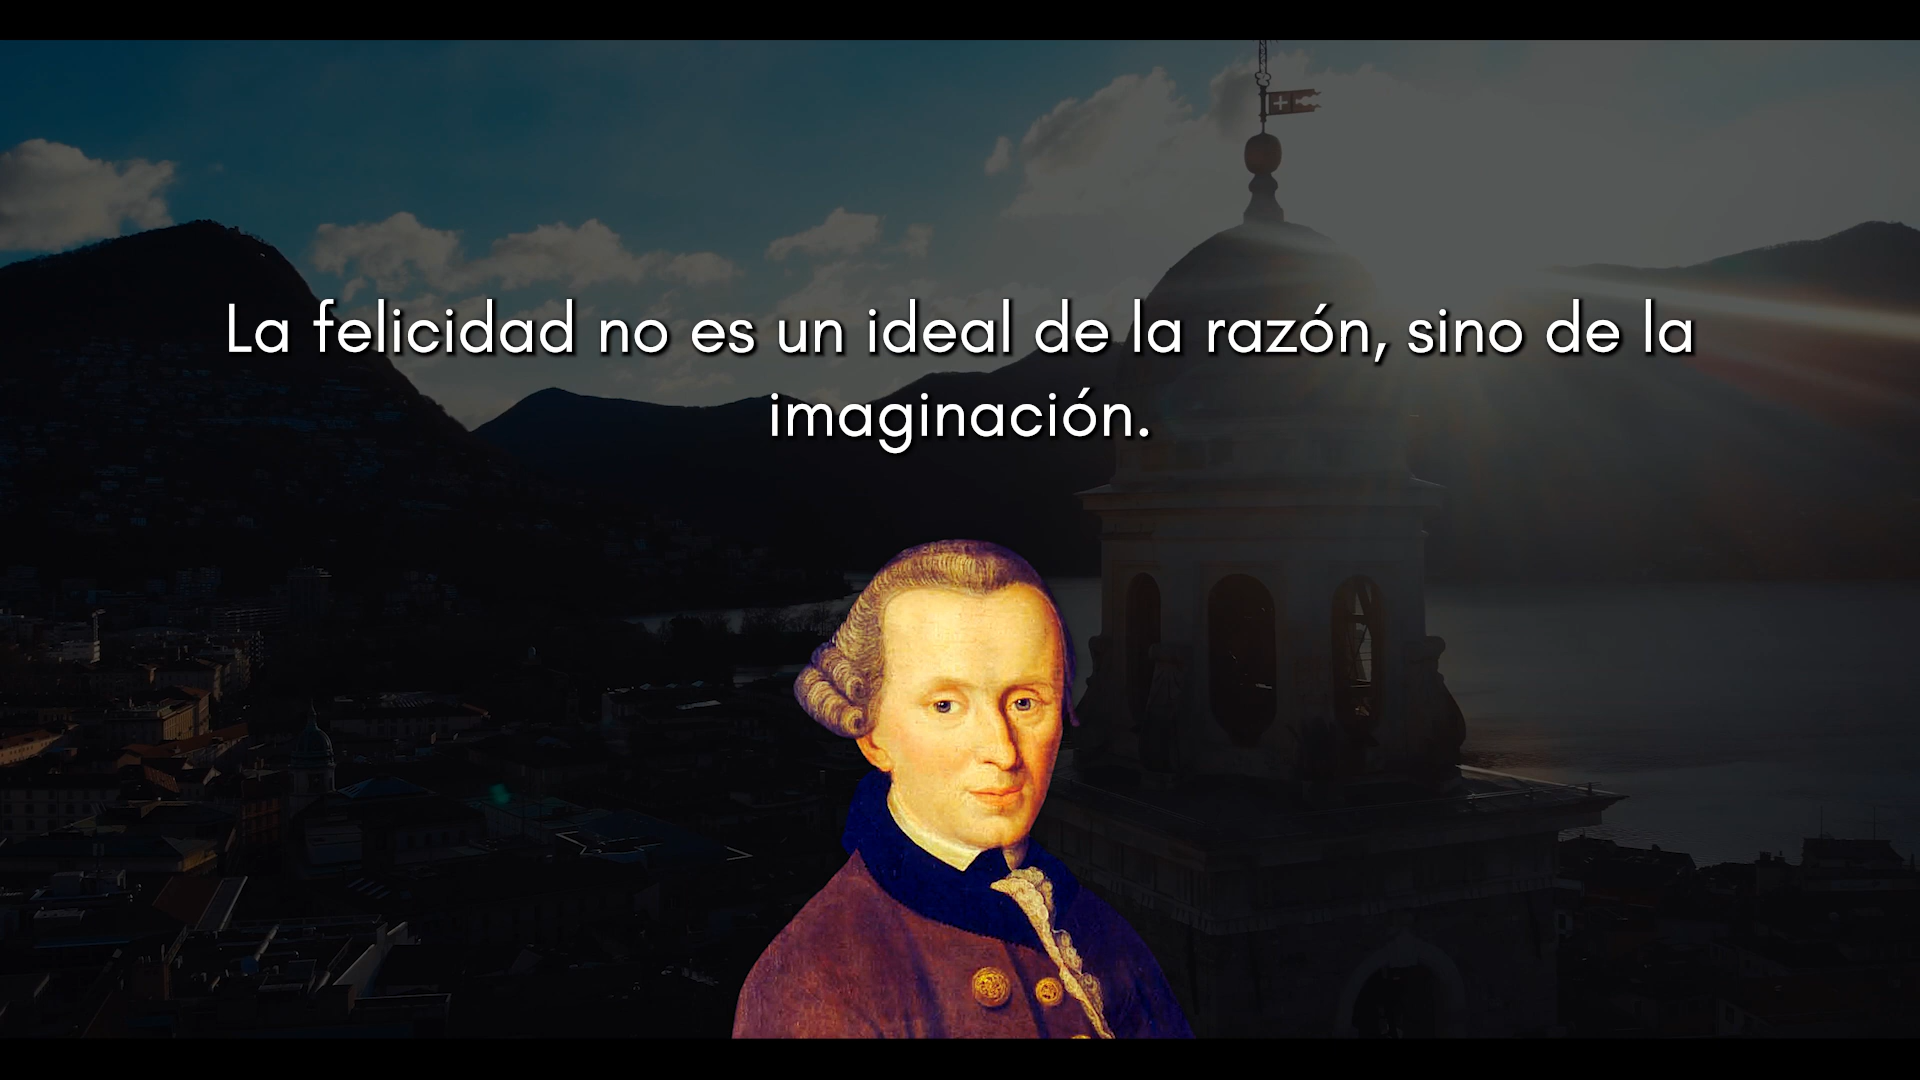 La felicidad no es un ideal de la razón, sino de la
imaginación.